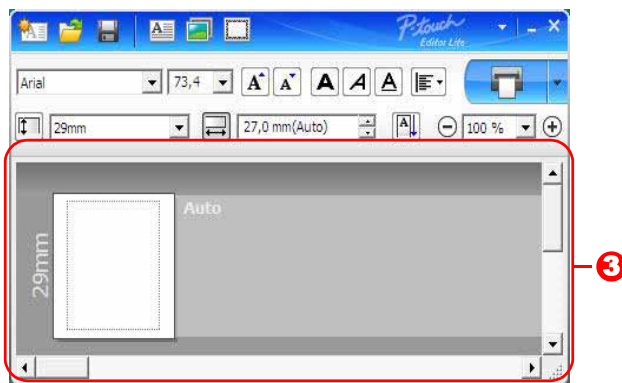 A A P-touch
Editor Lite
Arial 73,4 A A A A A
29mm 27,0 mm(Auto) A 100 %
Auto
29mm
3